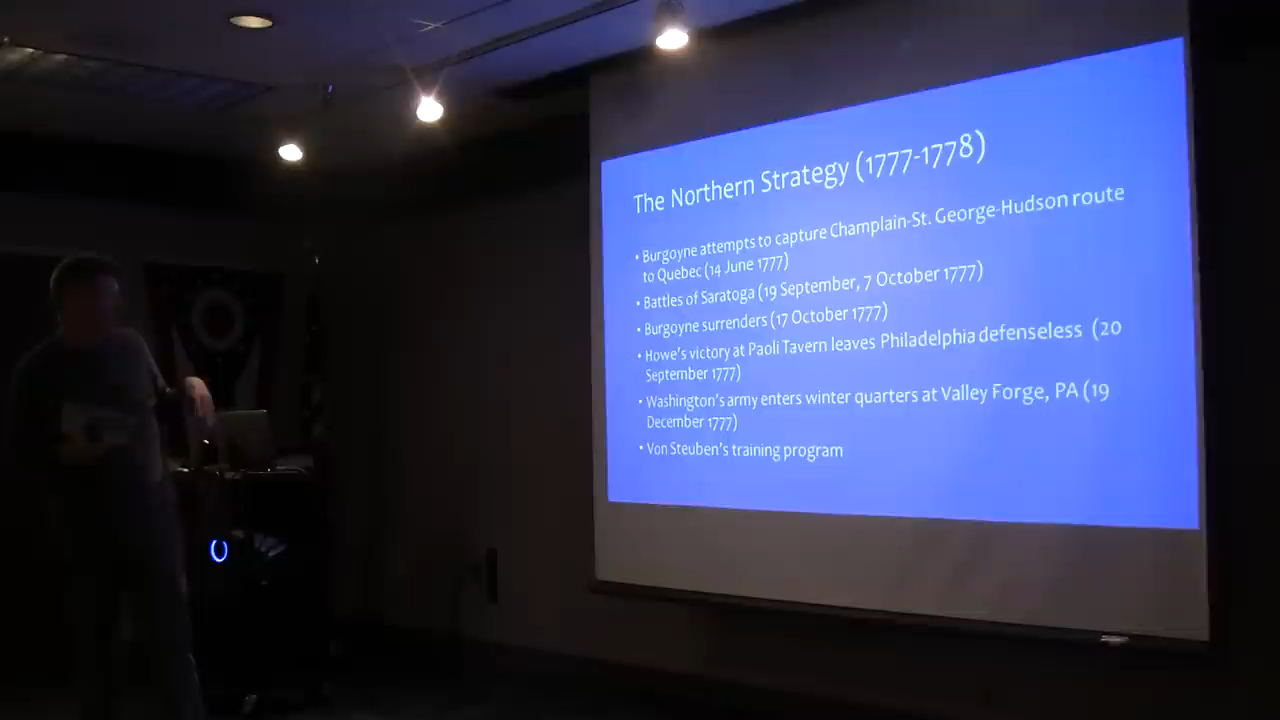 The Northern Strategy (1777-1778)
• Burgoyne attempts to capture Champlain-St. George-Hudson route
to Quebec (14 June 1777)
• Battles of Saratoga (19 September, 7 October 1777)
• Burgoyne surrenders (17 October 1777)
• Howe's victory at Paoli Tavern leaves Philadelphia defenseless (20
September 1777)
• Washington's army enters winter quarters at Valley Forge, PA (19
December 1777)
• Von Steuben's training program